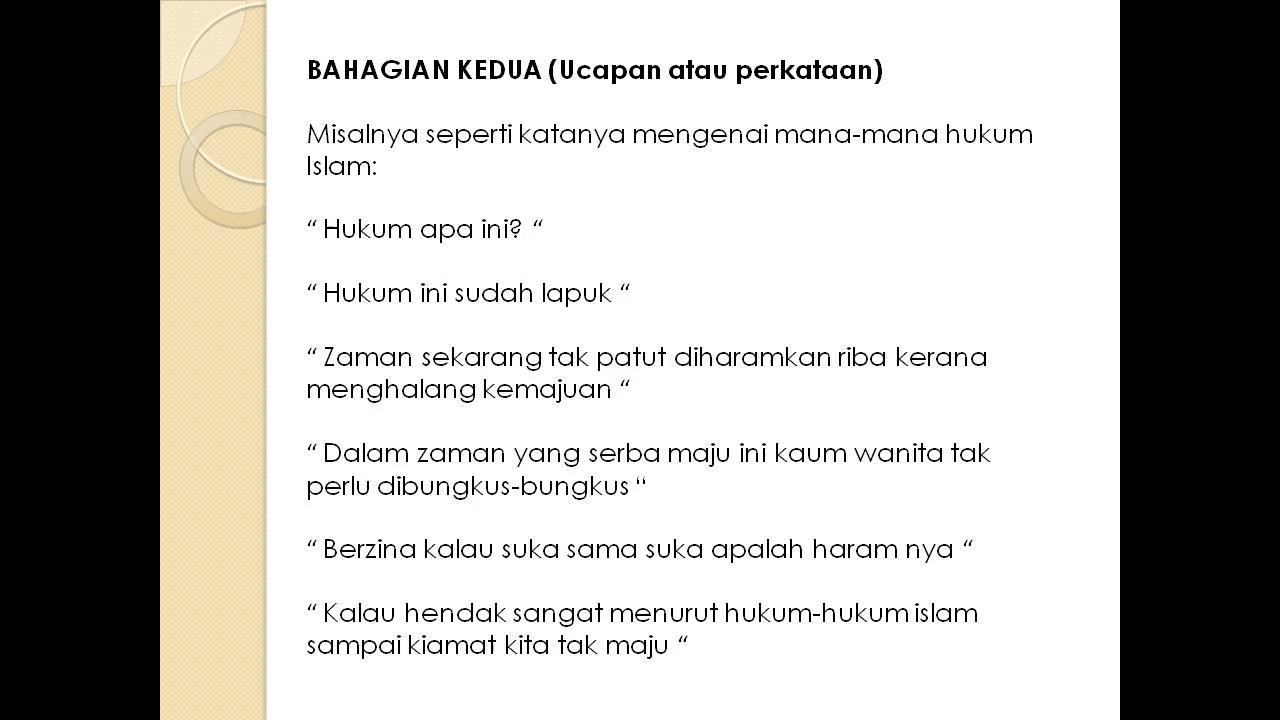 BAHAGIAN KEDUA (Ucapan atau perkataan)
Misalnya seperti katanya mengenai mana-mana hukum
Islam:
“ Hukum apa ini? “
“ Hukum ini sudah lapuk “
“ Zaman sekarang tak patut diharamkan riba kerana
menghalang kemajuan “
“ Dalam zaman yang serba maju ini kaum wanita tak
perlu dibungkus-bungkus “
“ Berzina kalau suka sama suka apalah haram nya “
“ Kalau hendak sangat menurut hukum-hukum islam
sampai kiamat kita tak maju “